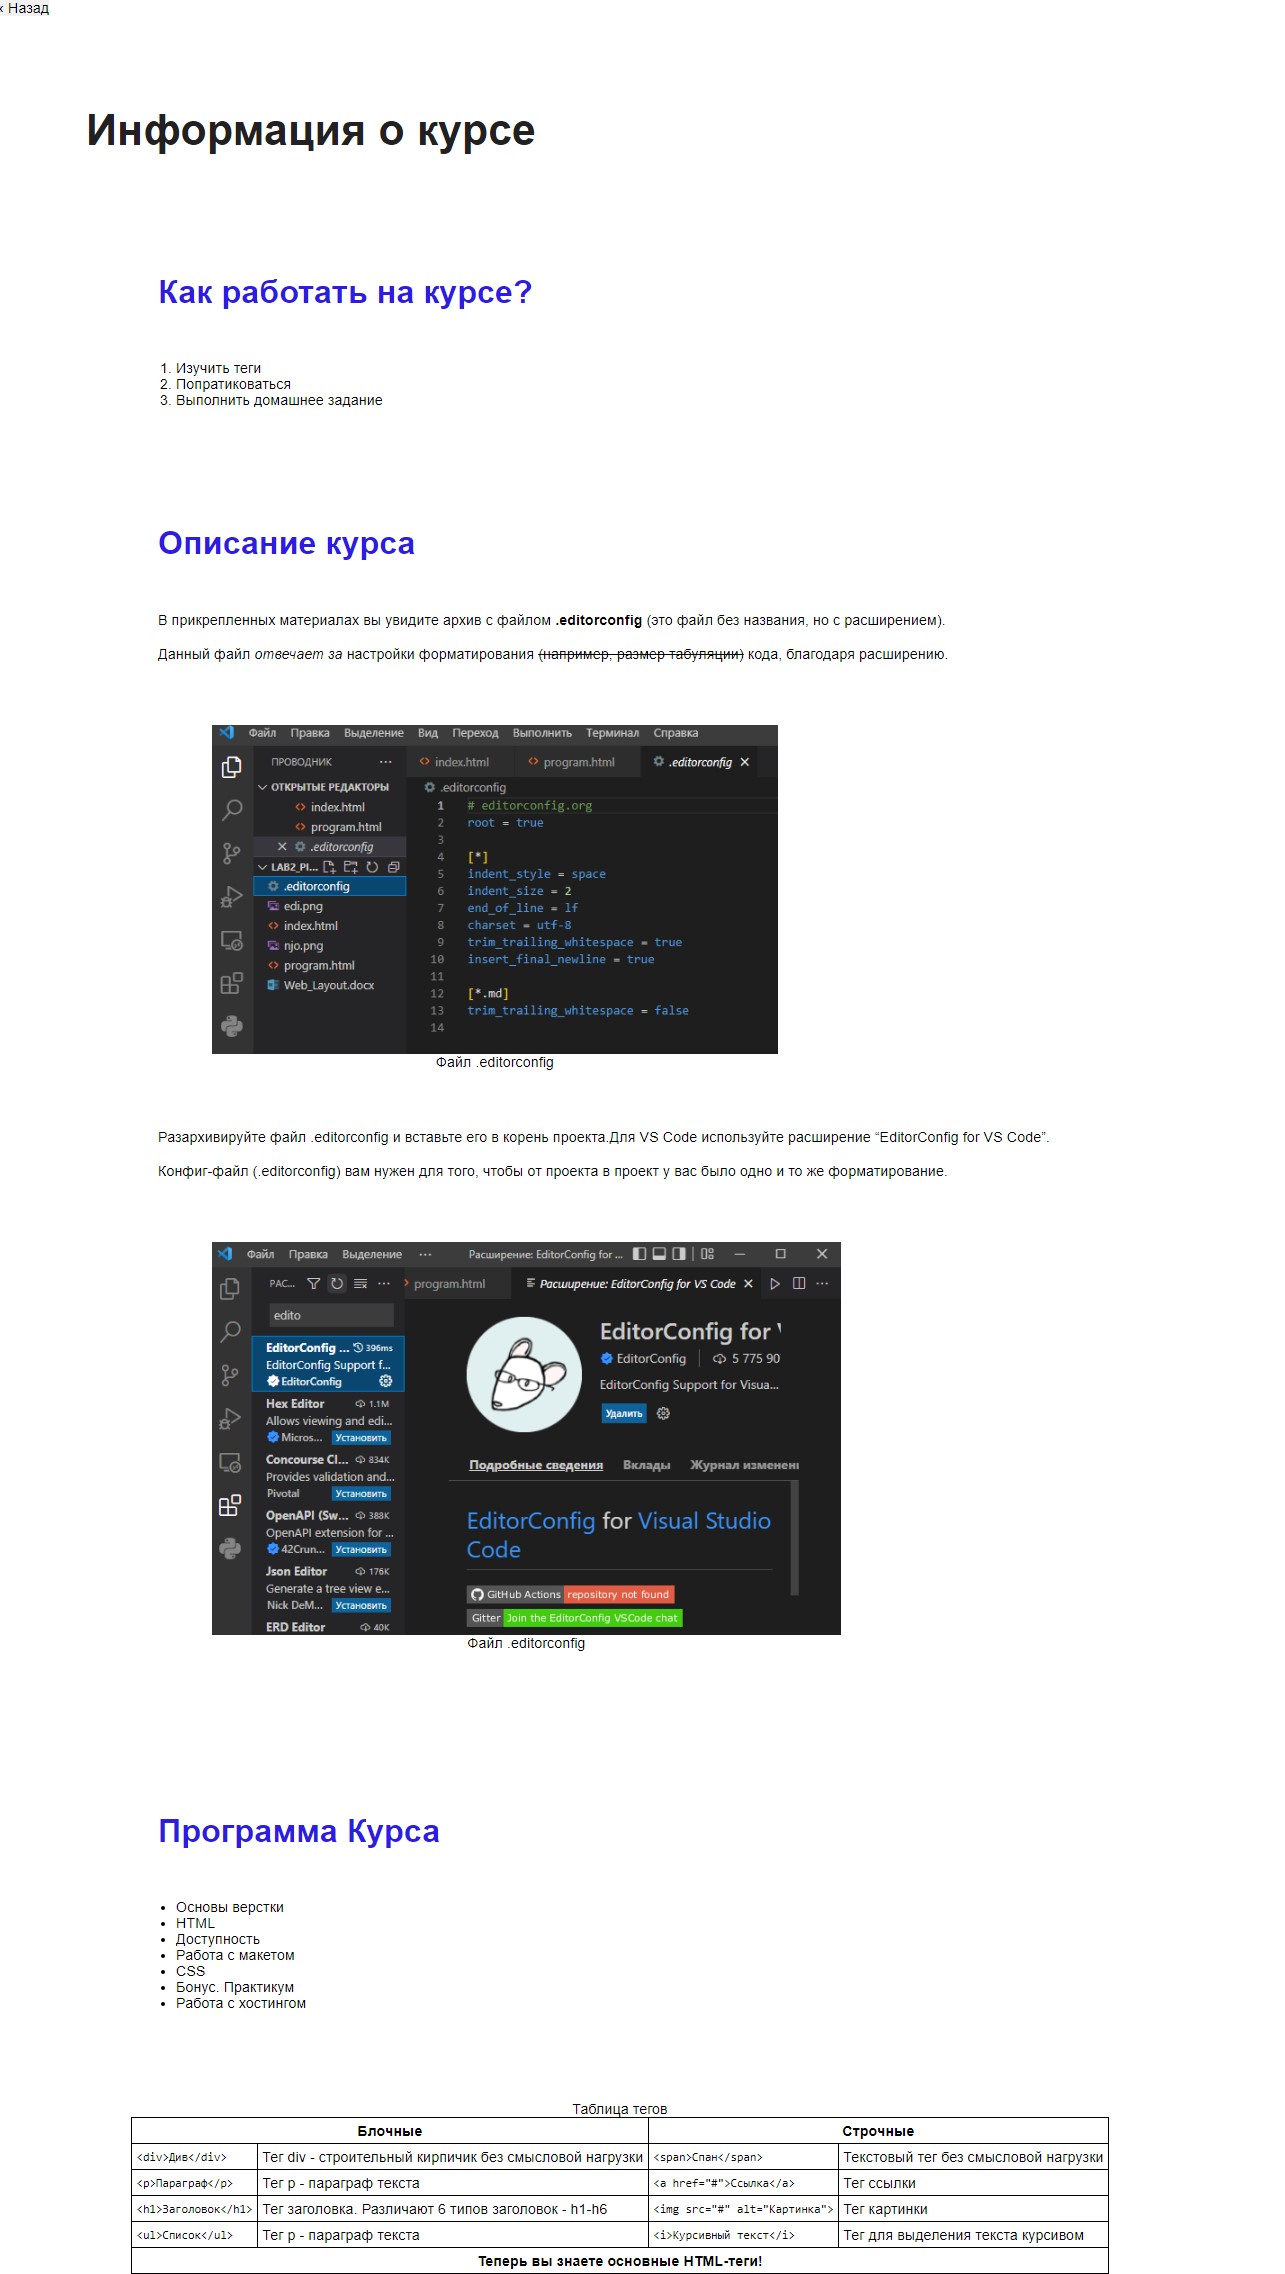 ‹ Назад
Информация о курсе
Как работать на курсе?
1. Изучить теги
2. Попратиковаться
3. Выполнить домашнее задание
Описание курса
В прикрепленных материалах вы увидите архив с файлом .editorconfig (это файл без названия, но с расширением).
Данный файл отвечает за настройки форматирования (например, размер табуляции) кода, благодаря расширению.
Файл Правка Выделение Вид Переход Выполнить Терминал Справка
ПРОВОДНИК ...
index.html program.html .editorconfig
ОТКРЫТЫЕ РЕДАКТОРЫ
index.html
program.html
.editorconfig
LAB2_PI...
.editorconfig
edi.png
index.html
njo.png
program.html
Web_Layout.docx
.editorconfig
1 # editorconfig.org
2 root = true
3
4 [*]
5 indent_style = space
6 indent_size = 2
7 end_of_line = lf
8 charset = utf-8
9 trim_trailing_whitespace = true
10 insert_final_newline = true
11
12 [*.md]
13 trim_trailing_whitespace = false
14
Файл .editorconfig
Разархивируйте файл .editorconfig и вставьте его в корень проекта.Для VS Code используйте расширение “EditorConfig for VS Code”.
Конфиг-файл (.editorconfig) вам нужен для того, чтобы от проекта в проект у вас было одно и то же форматирование.
Файл Правка Выделение ... Расширение: EditorConfig for ...
РАС... ...
program.html Расширение: EditorConfig for VS Code ...
edito
EditorConfig ... 396ms
EditorConfig Support f...
EditorConfig
Hex Editor 1.1M
Allows viewing and edi...
Micros... Установить
Concourse CI... 834K
Provides validation and...
Pivotal Установить
OpenAPI (Sw... 388K
OpenAPI extension for ...
42Crun... Установить
Json Editor 176K
Generate a tree view e...
Nick DeM... Установить
ERD Editor 40K
EditorConfig for
EditorConfig 5 775 90
EditorConfig Support for Visua...
Удалить
Подробные сведения Вклады Журнал изменени
EditorConfig for Visual Studio
Code
GitHub Actions repository not found
Gitter Join the EditorConfig VSCode chat
Файл .editorconfig
Программа Курса
• Основы верстки
• HTML
• Доступность
• Работа с макетом
• CSS
• Бонус. Практикум
• Работа с хостингом
Таблица тегов
Блочные Строчные
<div>Див</div> Тег div - строительный кирпичик без смысловой нагрузки <span>Спан</span> Текстовый тег без смысловой нагрузки
<p>Параграф</p> Тег p - параграф текста <a href="#">Ссылка</a> Тег ссылки
<h1>Заголовок</h1> Тег заголовка. Различают 6 типов заголовок - h1-h6 <img src="#" alt="Картинка"> Тег картинки
<ul>Список</ul> Тег p - параграф текста <i>Курсивный текст</i> Тег для выделения текста курсивом
Теперь вы знаете основные HTML-теги!